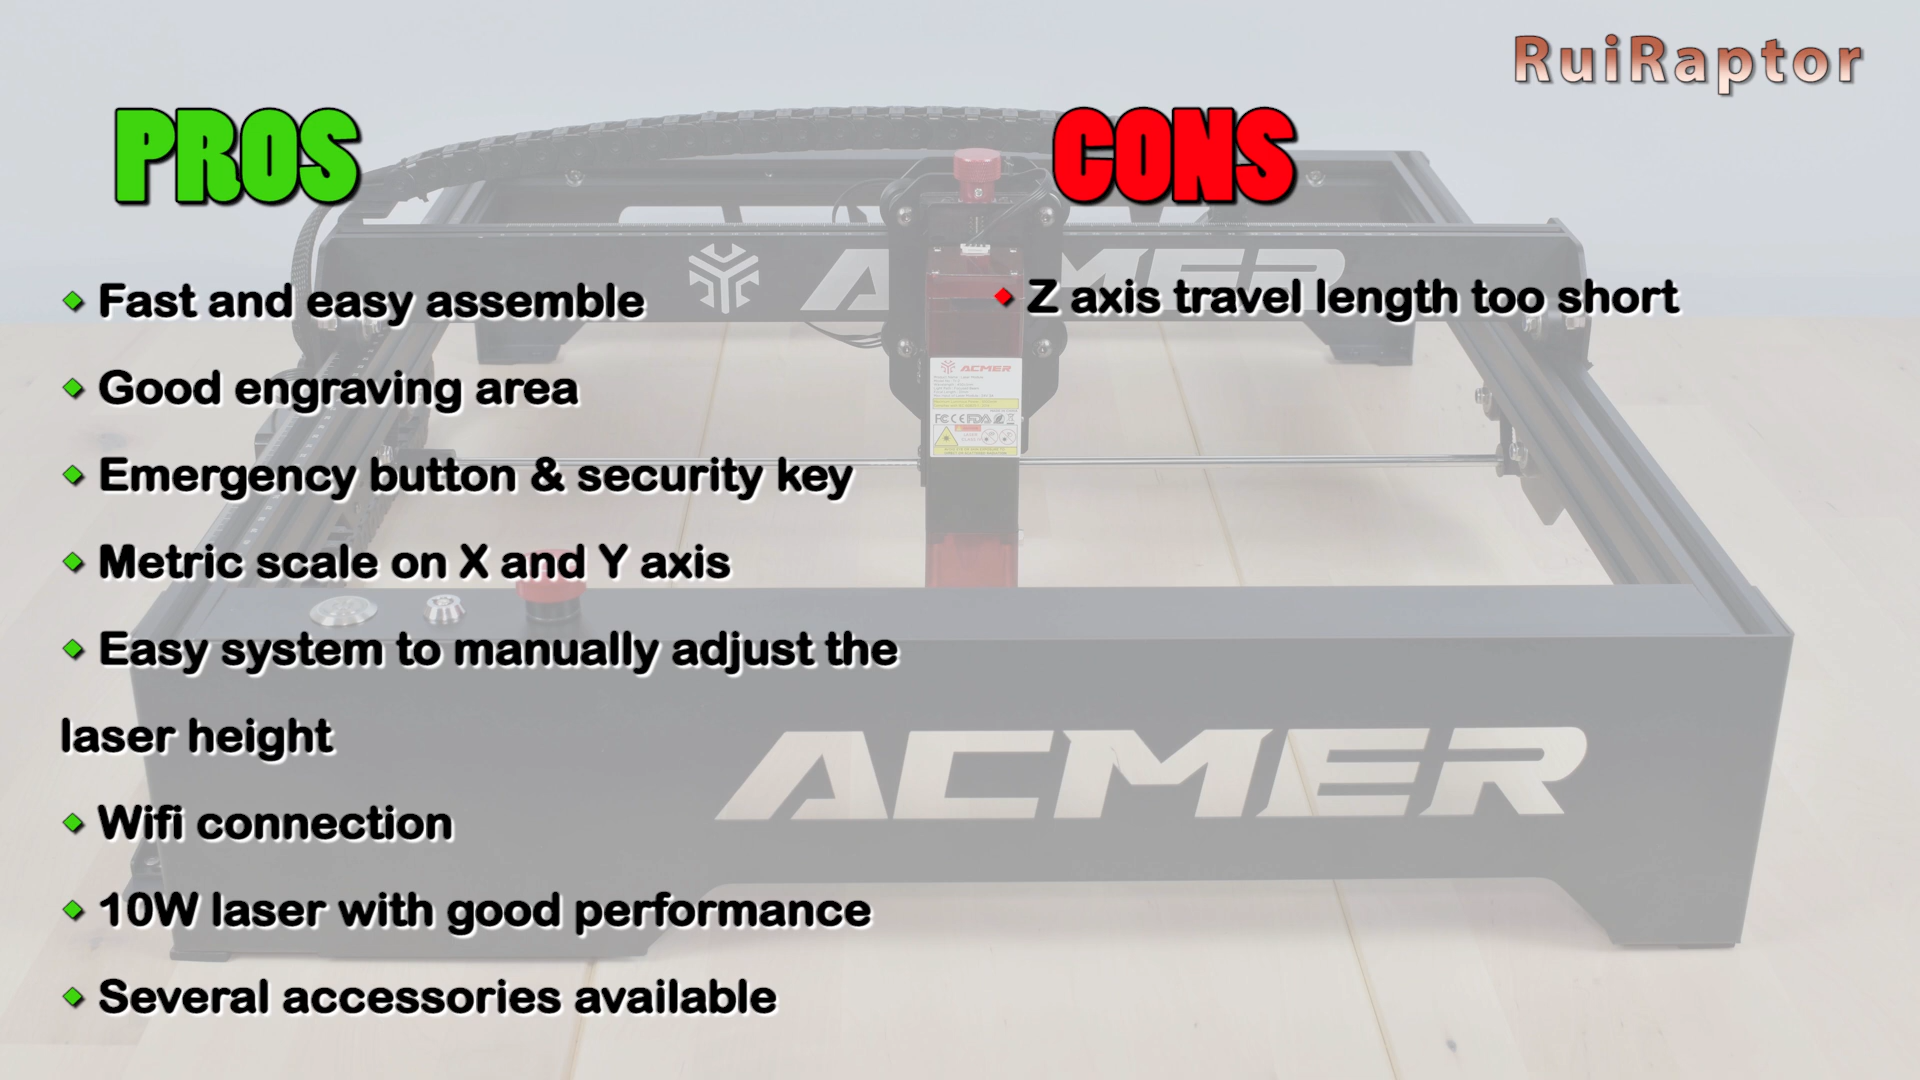 RuiRaptor
PROS
Fast and easy assemble
Good engraving area
Emergency button & security key
Metric scale on X and Y axis
Easy system to manually adjust the
laser height
Wifi connection
10W laser with good performance
Several accessories available
CONS
Z axis travel length too short
ACMER
ACMER
ACMER